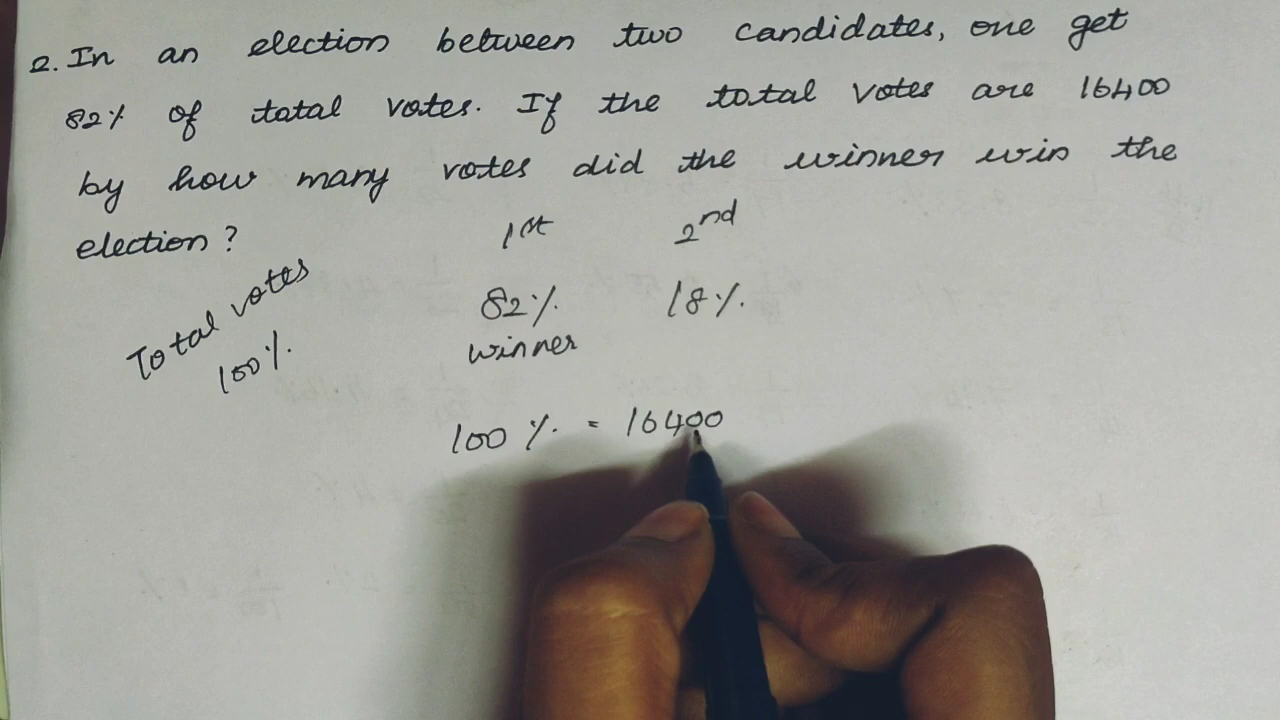 2. In an election between two candidates, one get
82% of total votes. If the total votes are 16400
by how many votes did the winner win the
election?
1st 2nd
Total votes
100%
82% 18%.
winner
100 %. = 16400